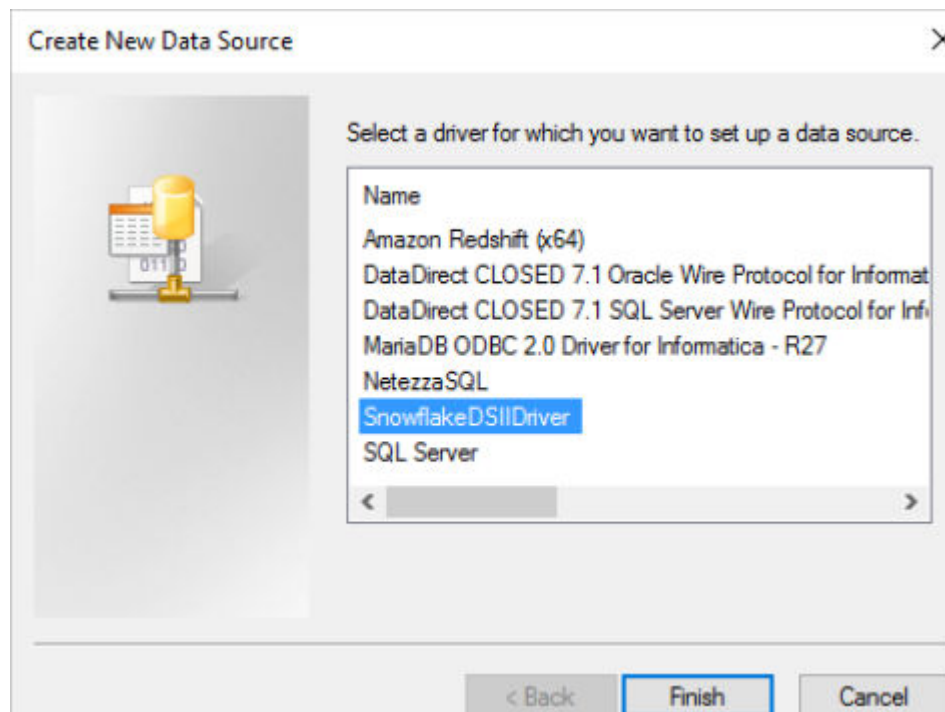 Create New Data Source
Select a driver for which you want to set up a data source.
Name
Amazon Redshift (x64)
DataDirect CLOSED 7.1 Oracle Wire Protocol for Informat
DataDirect CLOSED 7.1 SQL Server Wire Protocol for Inf
MariaDB ODBC 2.0 Driver for Informatica - R27
NetezzaSQL
SnowflakeDSIIDriver
SQL Server
< Back
Finish
Cancel